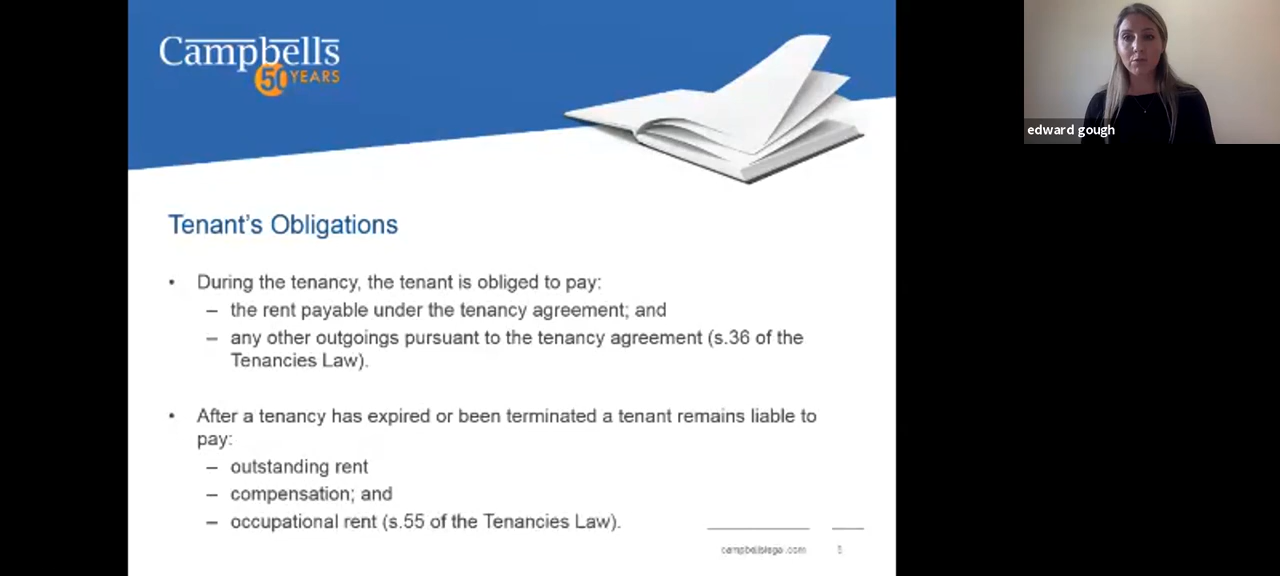 Campbells
50 YEARS
edward gough
Tenant's Obligations
• During the tenancy, the tenant is obliged to pay:
– the rent payable under the tenancy agreement; and
– any other outgoings pursuant to the tenancy agreement (s.36 of the
Tenancies Law).
• After a tenancy has expired or been terminated a tenant remains liable to
pay:
– outstanding rent
– compensation; and
– occupational rent (s.55 of the Tenancies Law).
campbellslegal.com